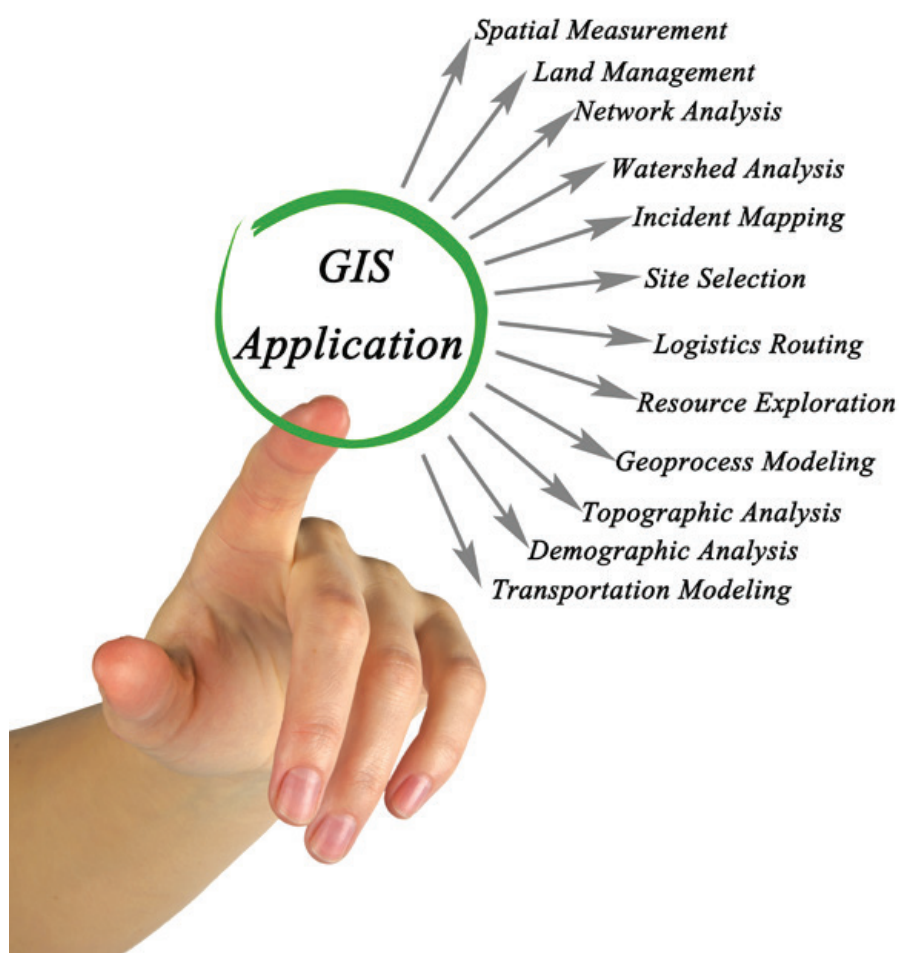 GIS
Application
Spatial Measurement
Land Management
Network Analysis
Watershed Analysis
Incident Mapping
Site Selection
Logistics Routing
Resource Exploration
Geoprocess Modeling
Topographic Analysis
Demographic Analysis
Transportation Modeling